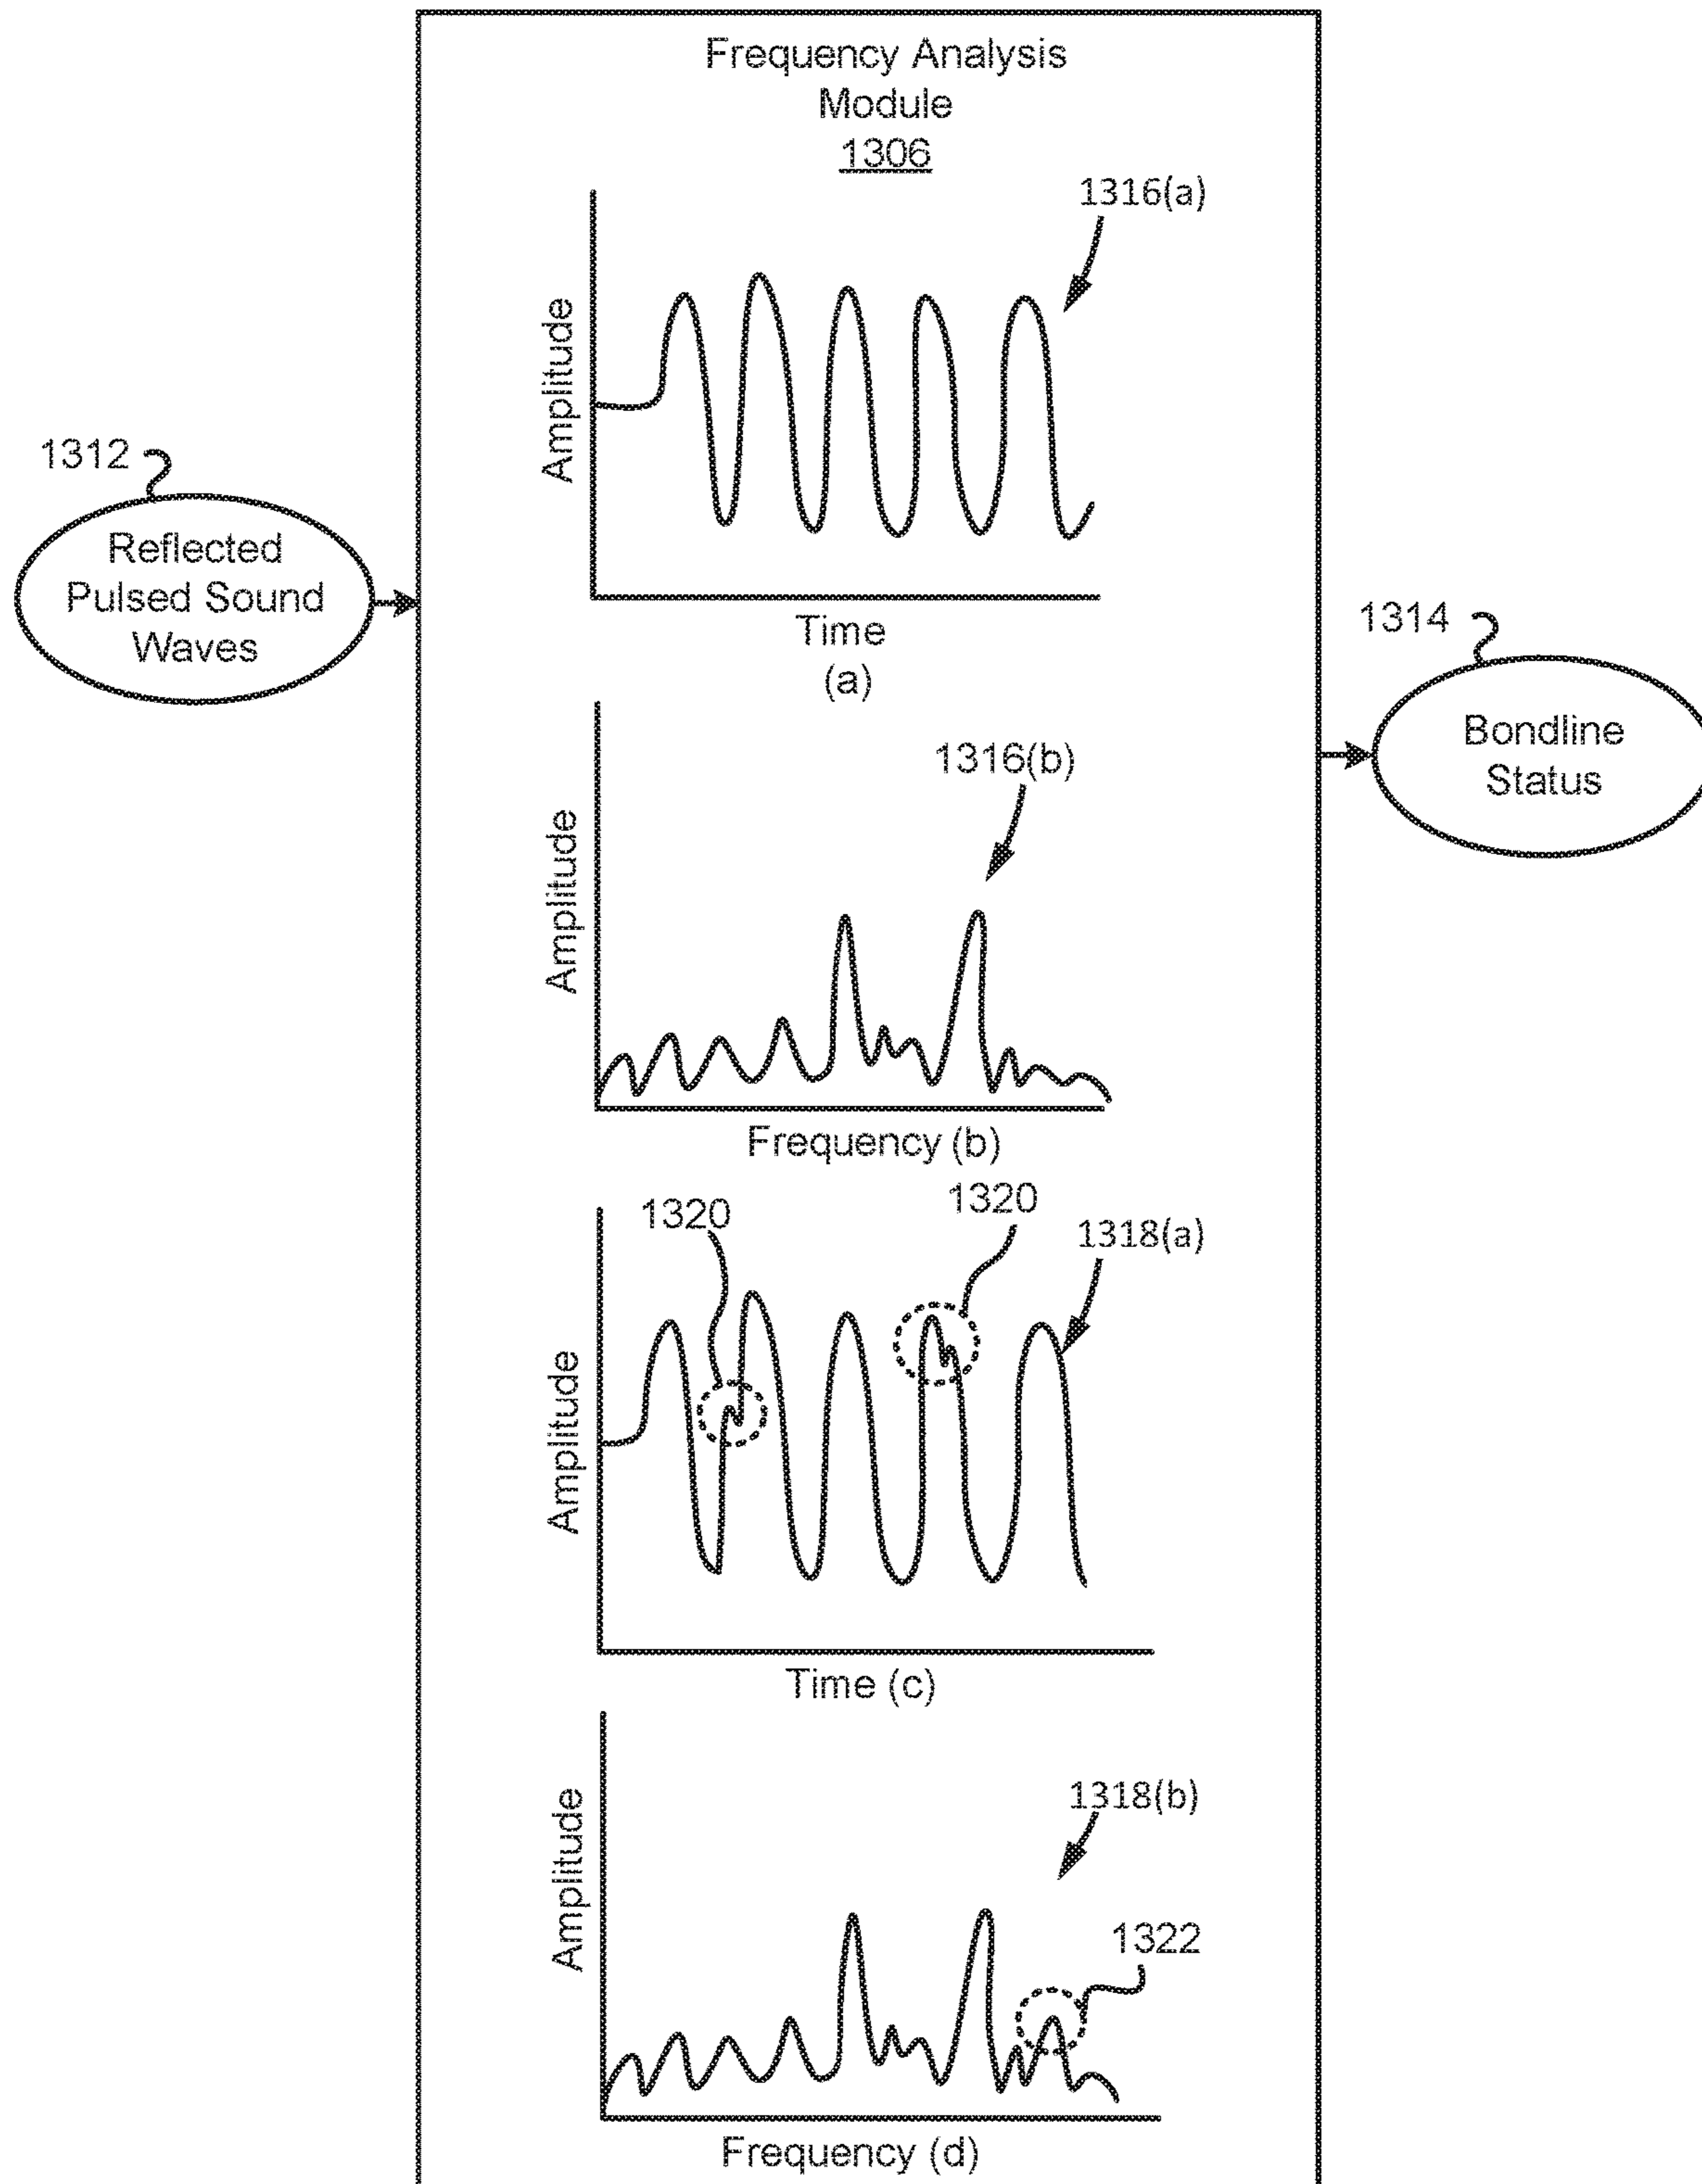 Frequency Analysis
Module
1306
1316(a)
Amplitude
Time
(a)
1312
Reflected
Pulsed Sound
Waves
1314
Bondline
Status
1316(b)
Amplitude
Frequency (b)
1320
1320
1318(a)
Amplitude
Time (c)
1318(b)
Amplitude
1322
Frequency (d)